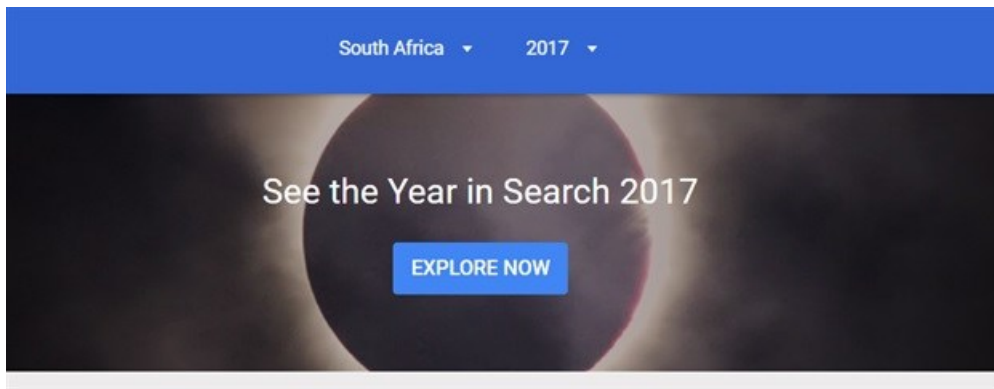 South Africa 2017
See the Year in Search 2017
EXPLORE NOW